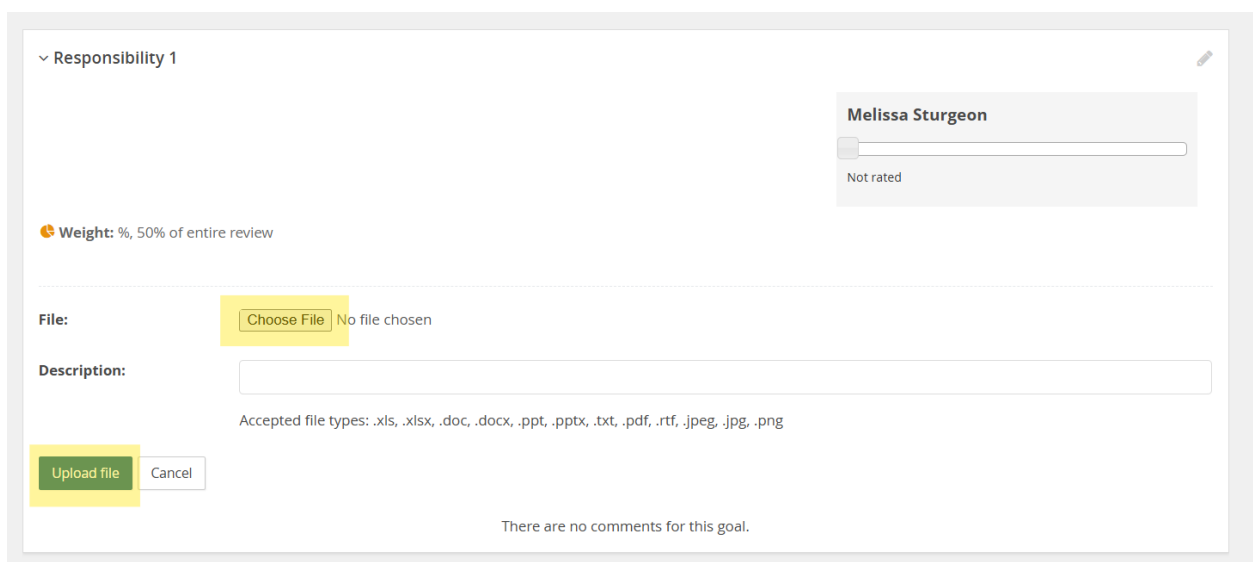 Responsibility 1
Melissa Sturgeon
Not rated
Weight: %, 50% of entire review
File: Choose File No file chosen
Description:
Accepted file types: .xls, .xlsx, .doc, .docx, .ppt, .pptx, .txt, .pdf, .rtf, .jpeg, .jpg, .png
Upload file Cancel
There are no comments for this goal.